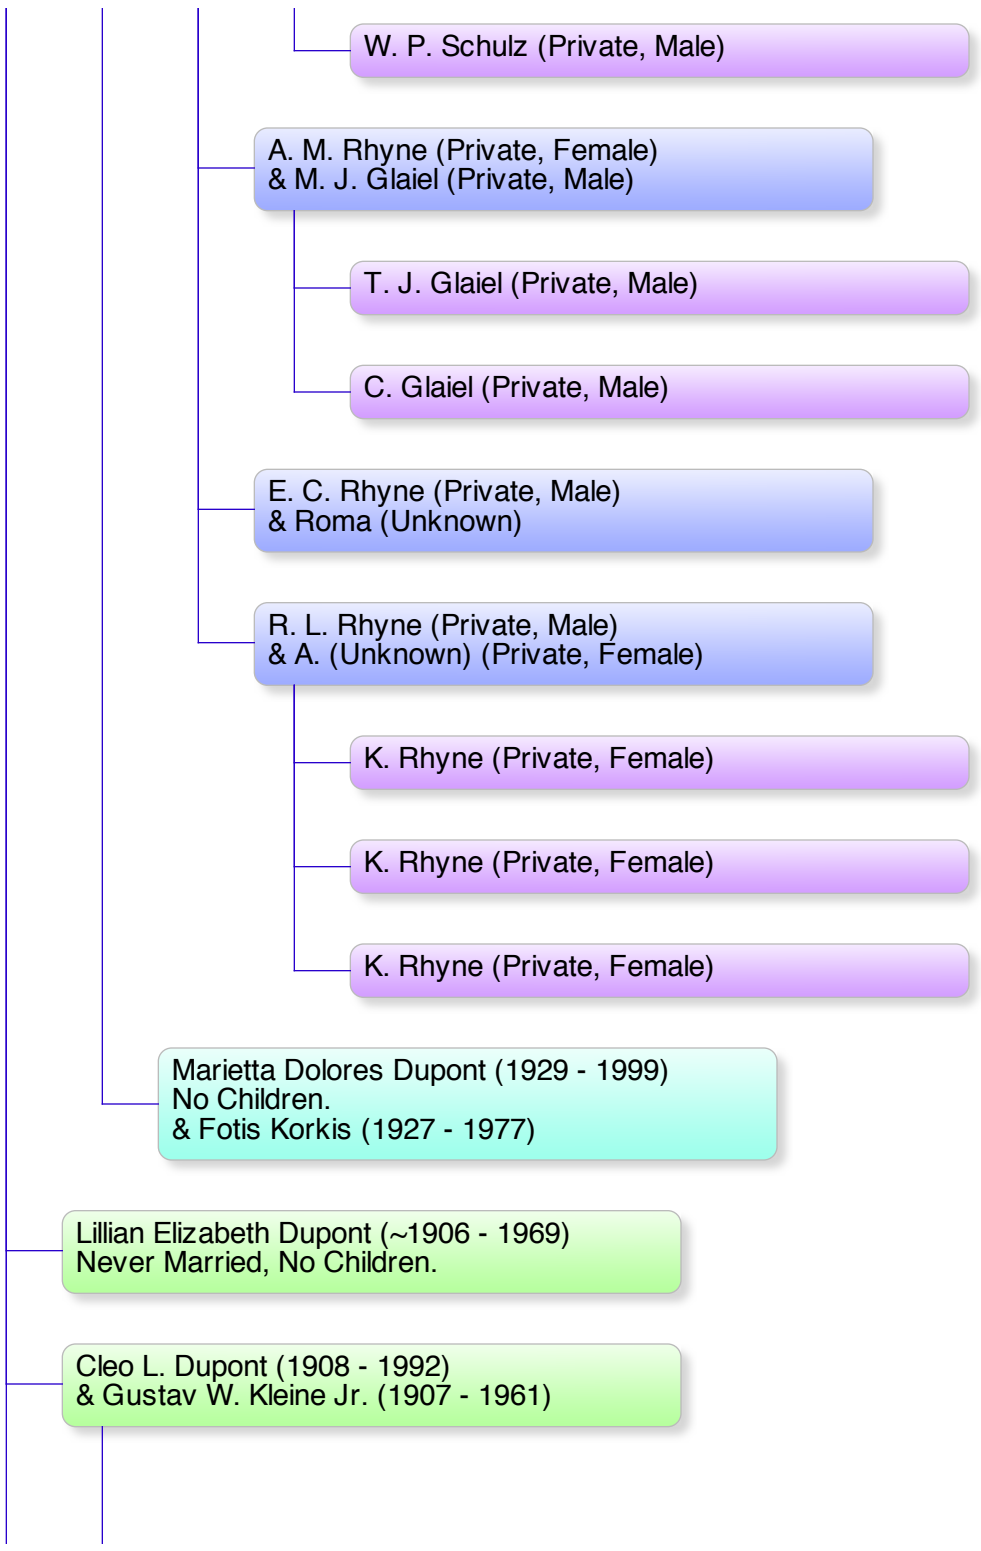 W. P. Schulz (Private, Male)
A. M. Rhyne (Private, Female)
& M. J. Glaiel (Private, Male)
T. J. Glaiel (Private, Male)
C. Glaiel (Private, Male)
E. C. Rhyne (Private, Male)
& Roma (Unknown)
R. L. Rhyne (Private, Male)
& A. (Unknown) (Private, Female)
K. Rhyne (Private, Female)
K. Rhyne (Private, Female)
K. Rhyne (Private, Female)
Marietta Dolores Dupont (1929 - 1999)
No Children.
& Fotis Korkis (1927 - 1977)
Lillian Elizabeth Dupont (~1906 - 1969)
Never Married, No Children.
Cleo L. Dupont (1908 - 1992)
& Gustav W. Kleine Jr. (1907 - 1961)